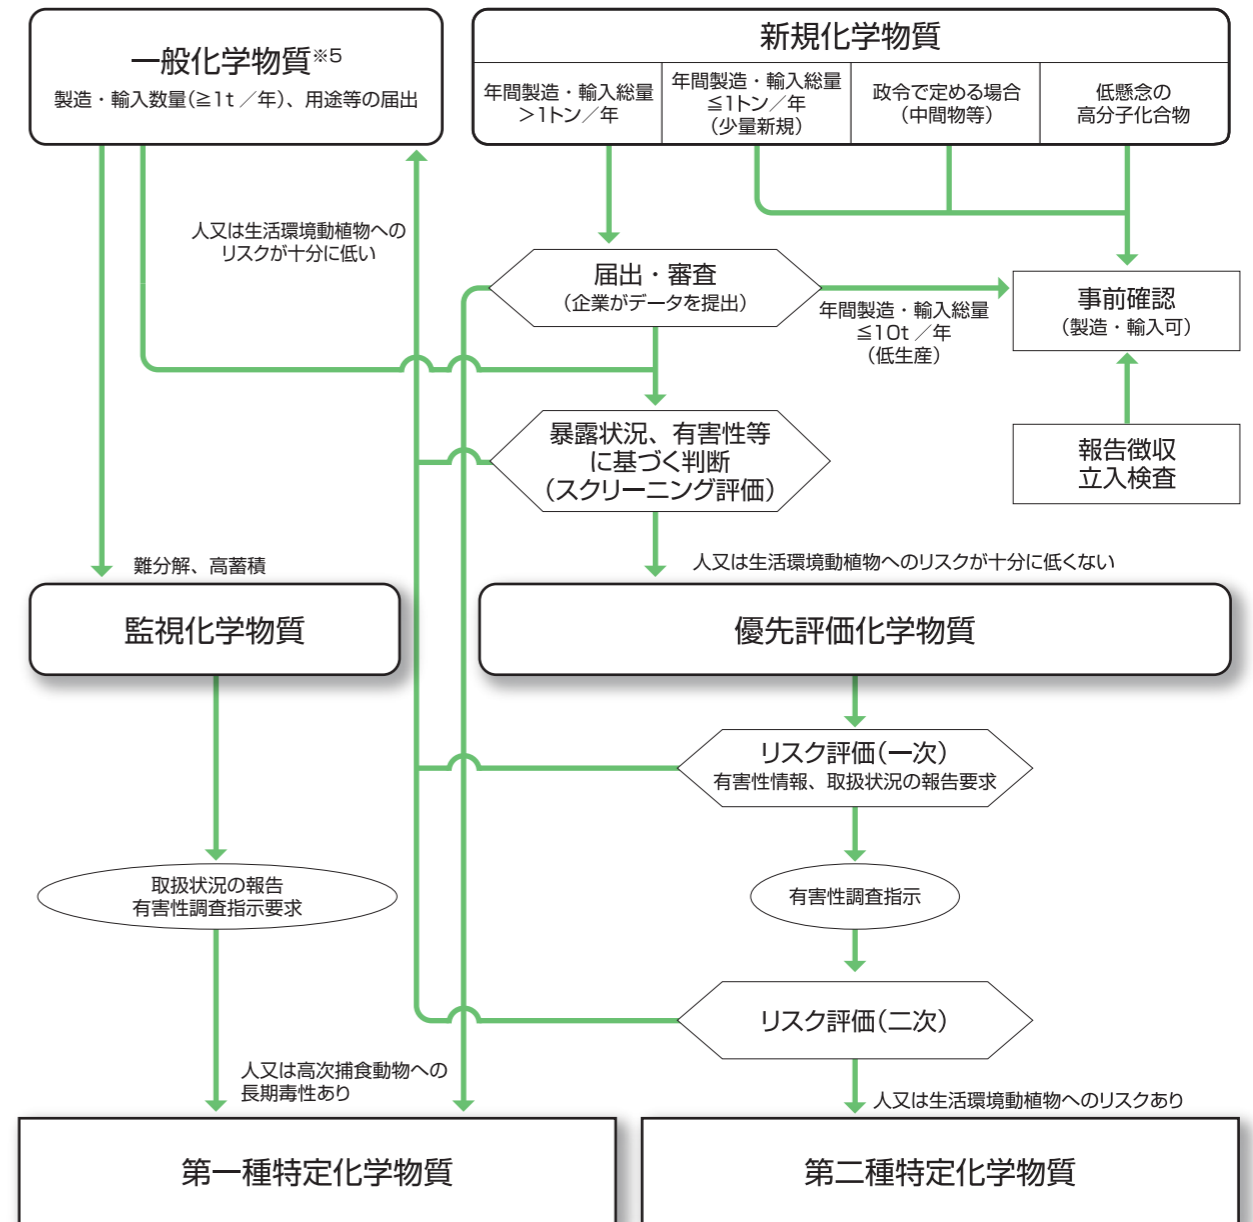 一般化学物質※5
製造・輸入数量(≧1t／年)、用途等の届出
新規化学物質
年間製造・輸入総量
>1トン／年
年間製造・輸入総量
≦1トン／年
(少量新規)
政令で定める場合
(中間物等)
低懸念の
高分子化合物
人又は生活環境動植物への
リスクが十分に低い
届出・審査
(企業がデータを提出)
年間製造・輸入総量
≦10t／年
(低生産)
事前確認
(製造・輸入可)
暴露状況、有害性等
に基づく判断
(スクリーニング評価)
報告徴収
立入検査
難分解、高蓄積
人又は生活環境動植物へのリスクが十分に低くない
監視化学物質
優先評価化学物質
リスク評価(一次)
有害性情報、取扱状況の報告要求
取扱状況の報告
有害性調査指示要求
有害性調査指示
リスク評価(二次)
人又は高次捕食動物への
長期毒性あり
人又は生活環境動植物へのリスクあり
第一種特定化学物質
第二種特定化学物質